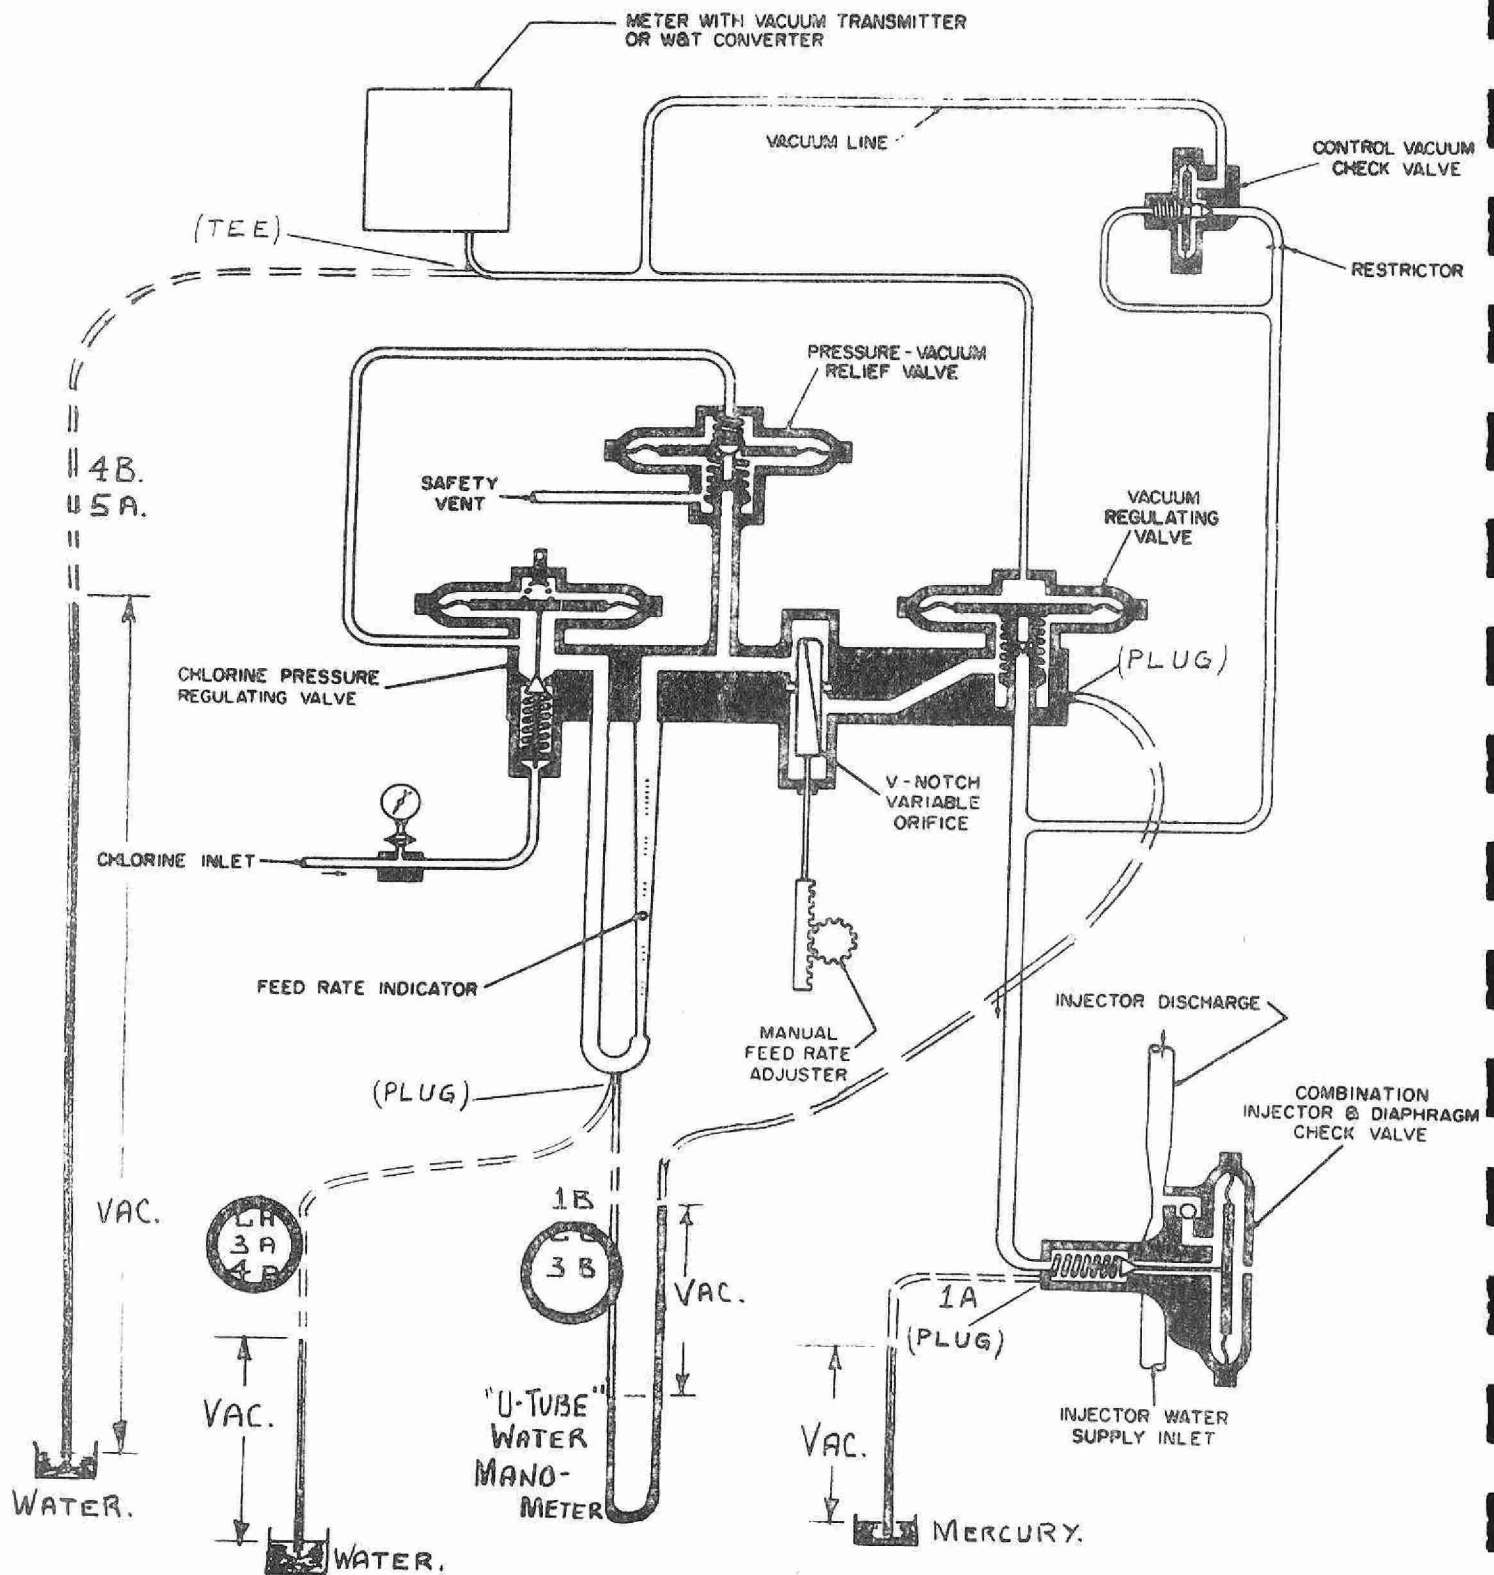 METER WITH VACUUM TRANSMITTER
OR W&T CONVERTER
VACUUM LINE
CONTROL VACUUM
CHECK VALVE
(TEE)
RESTRICTOR
PRESSURE-VACUUM
RELIEF VALVE
4B.
5A.
SAFETY
VENT
VACUUM
REGULATING
VALVE
(PLUG)
CHLORINE PRESSURE
REGULATING VALVE
V-NOTCH
VARIABLE
ORIFICE
CHLORINE INLET
FEED RATE INDICATOR
INJECTOR DISCHARGE
MANUAL
FEED RATE
ADJUSTER
(PLUG)
COMBINATION
INJECTOR & DIAPHRAGM
CHECK VALVE
VAC.
1B
3A
3B
VAC.
1A
(PLUG)
"U-TUBE"
WATER
MANO-
METER
VAC.
VAC.
INJECTOR WATER
SUPPLY INLET
WATER.
WATER.
MERCURY.